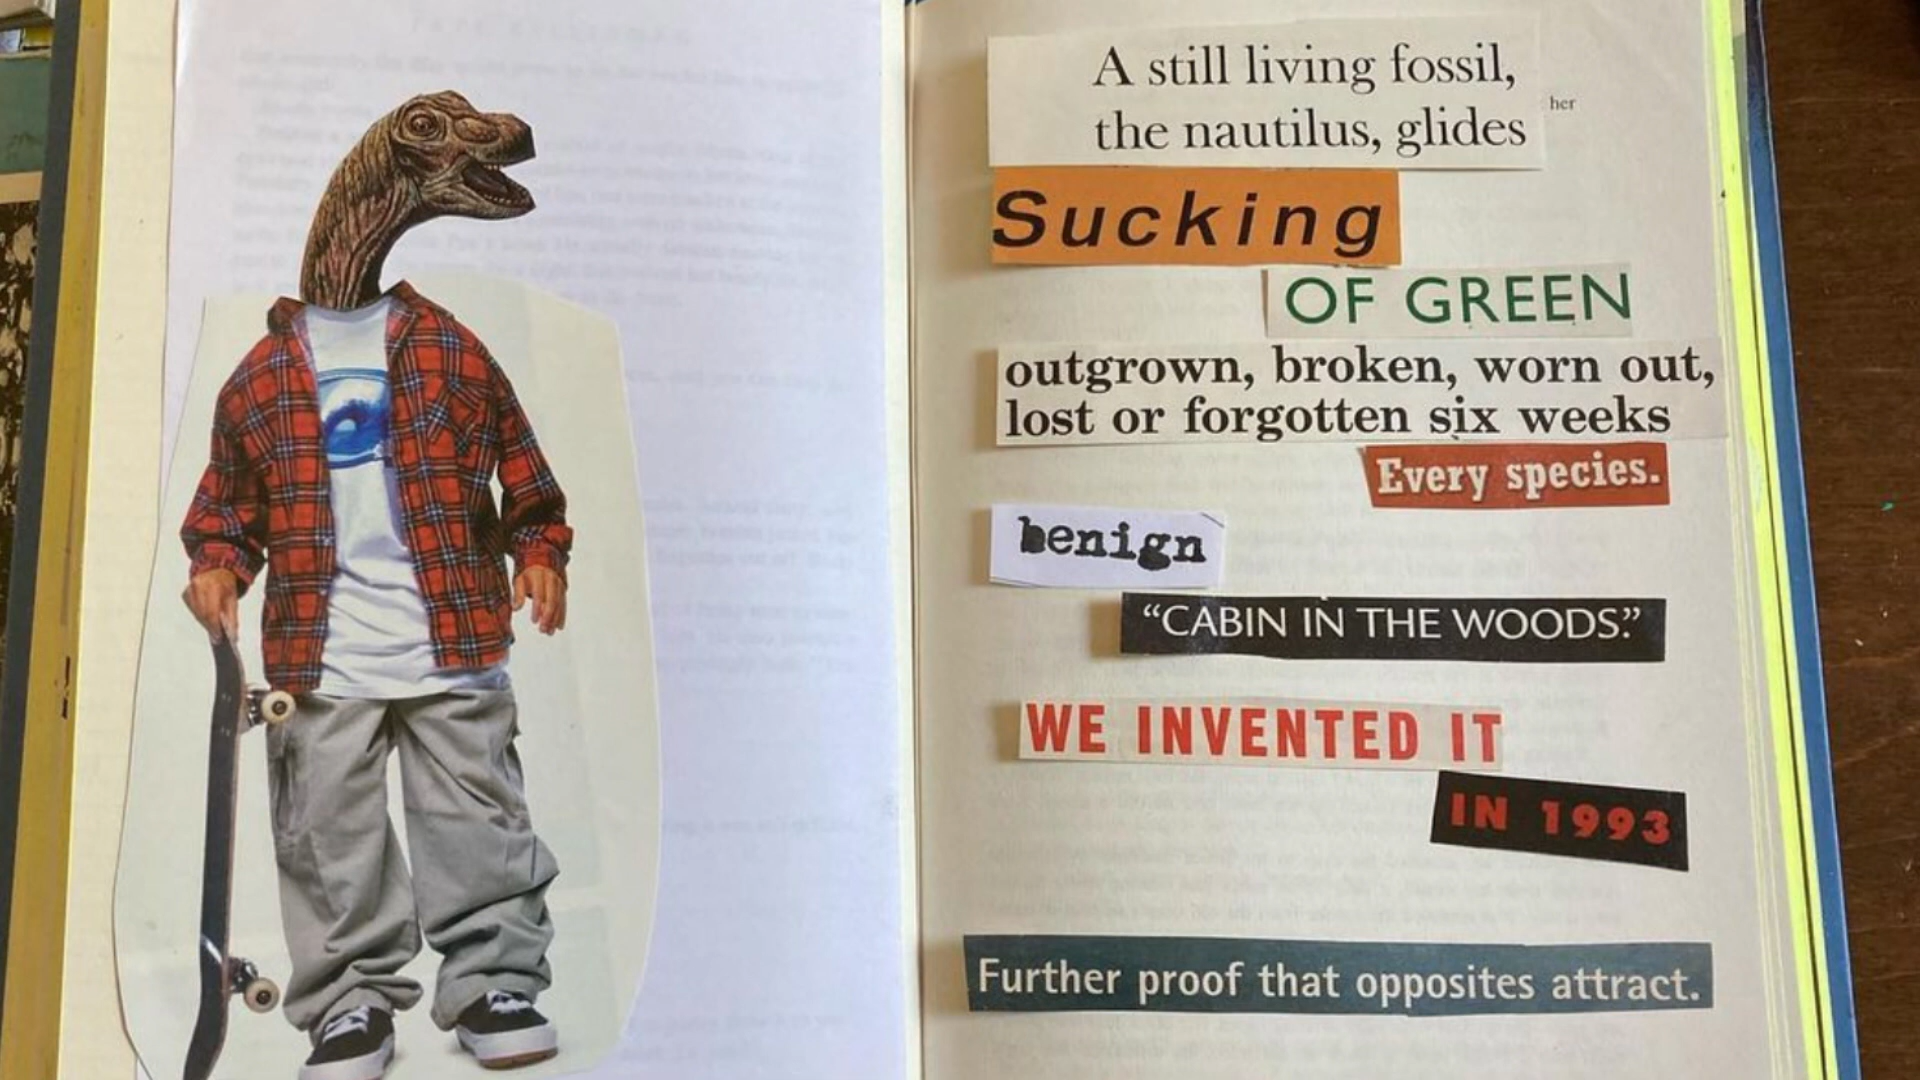 A still living fossil,
her
the nautilus, glides
Sucking
OF GREEN
outgrown, broken, worn out,
lost or forgotten six weeks
Every species.
benign
“CABIN IN THE WOODS.”
WE INVENTED IT
IN 1993
Further proof that opposites attract.